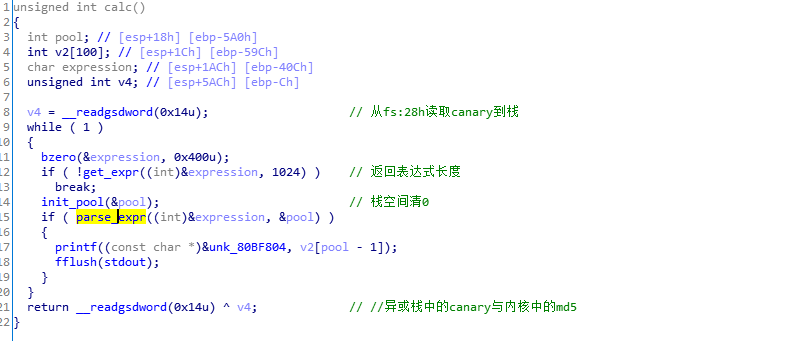 1 unsigned int calc()
2 {
3 int pool; // [esp+18h] [ebp-5A0h]
4 int v2[100]; // [esp+1Ch] [ebp-59Ch]
5 char expression; // [esp+1ACh] [ebp-40Ch]
6 unsigned int v4; // [esp+5ACh] [ebp-Ch]
7
8 v4 = __readgsdword(0x14u); // 从fs:28h读取canary到栈
9 while ( 1 )
10 {
11 bzero(&expression, 0x400u);
12 if ( !get_expr((int)&expression, 1024) ) // 返回表达式长度
13 break;
14 init_pool(&pool); // 栈空间清0
15 if ( parse_expr((int)&expression, &pool) )
16 {
17 printf((const char *)&unk_80BF804, v2[pool - 1]);
18 fflush(stdout);
19 }
20 }
21 return __readgsdword(0x14u) ^ v4; // //异或栈中的canary与内核中的md5
22 }